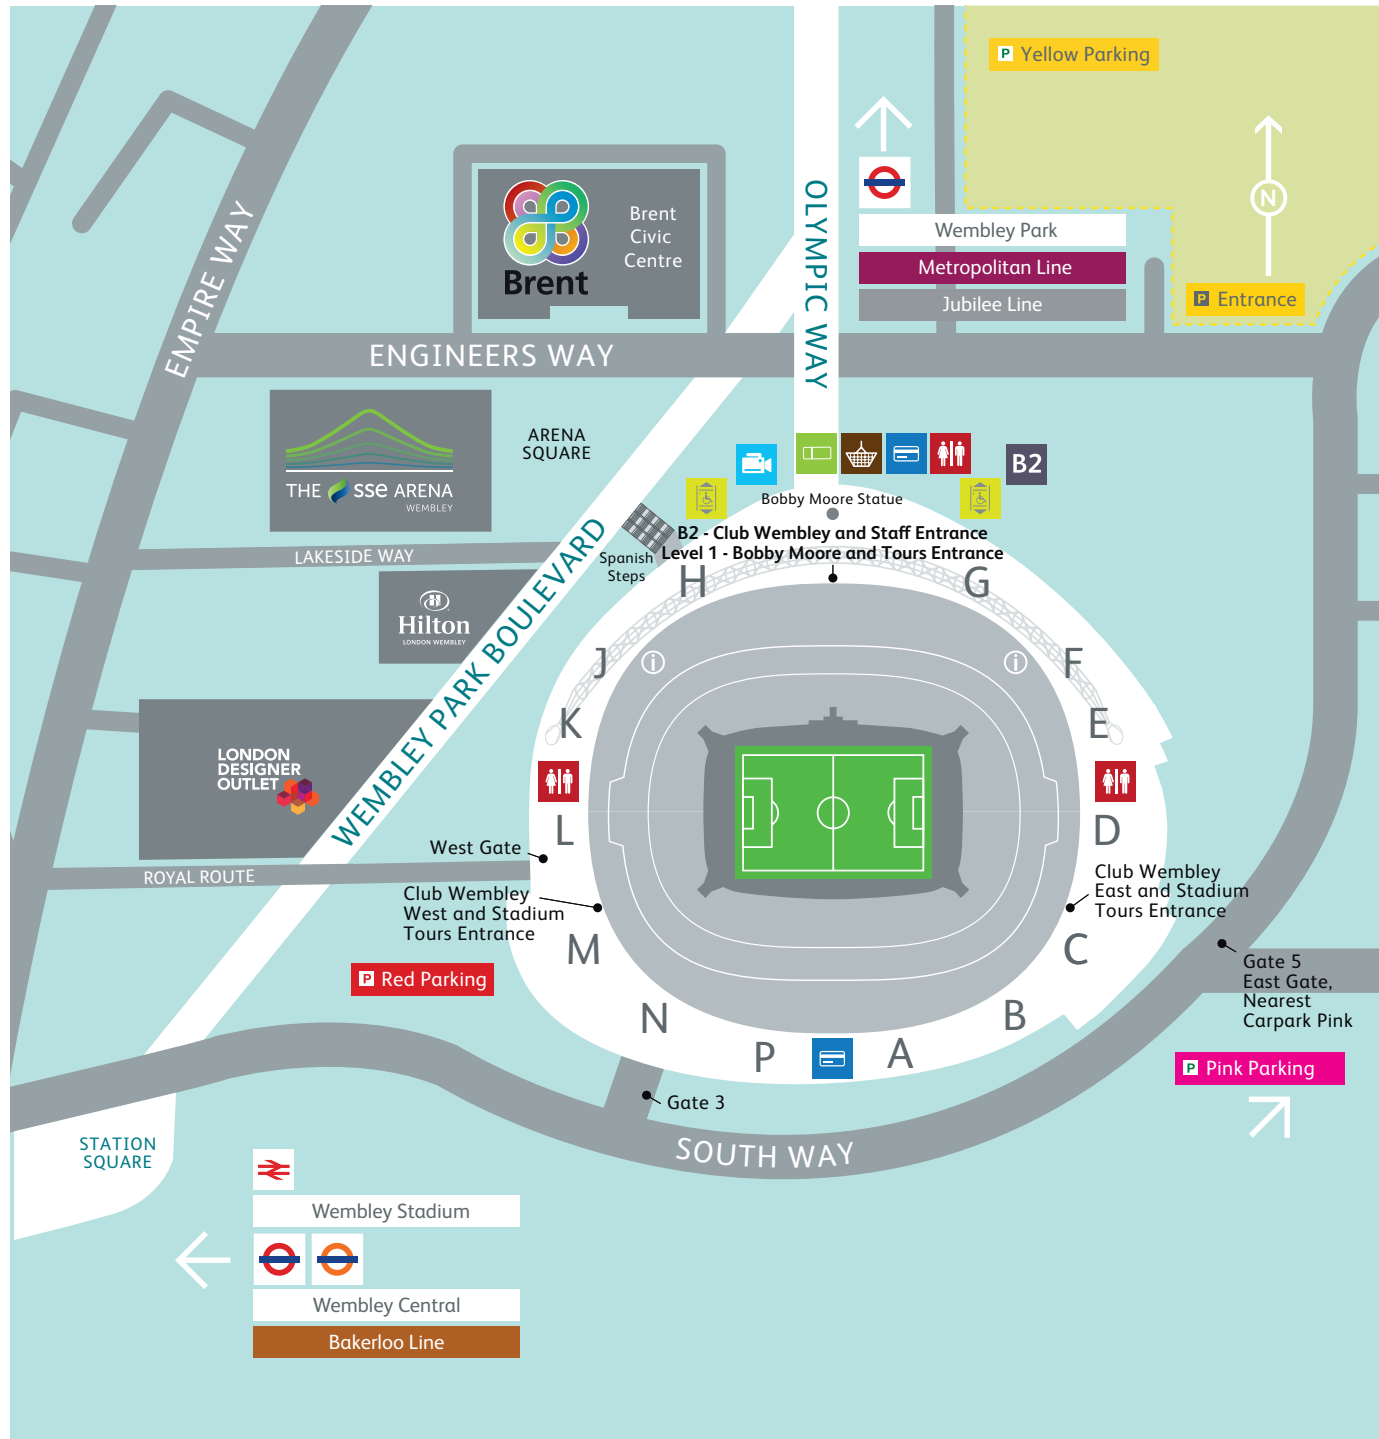 P Yellow Parking
N
P Entrance
OLYMPIC WAY
Wembley Park
Metropolitan Line
Jubilee Line
Brent
Civic
Centre
Brent
EMPIRE WAY
ENGINEERS WAY
ARENA
SQUARE
THE sse ARENA
WEMBLEY
LAKESIDE WAY
H
Hilton
LONDON WEMBLEY
WEMBLEY PARK BOULEVARD
LONDON
DESIGNER
OUTLET
ROYAL ROUTE
B2
Bobby Moore Statue
B2 - Club Wembley and Staff Entrance
Level 1 - Bobby Moore and Tours Entrance
Spanish
Steps
H
G
J
i
i
F
K
E
L
D
West Gate
Club Wembley
West and Stadium
Tours Entrance
Club Wembley
East and Stadium
Tours Entrance
M
C
P Red Parking
Gate 5
East Gate,
Nearest
Carpark Pink
N
B
P
A
P Pink Parking
Gate 3
SOUTH WAY
STATION
SQUARE
Wembley Stadium
Wembley Central
Bakerloo Line